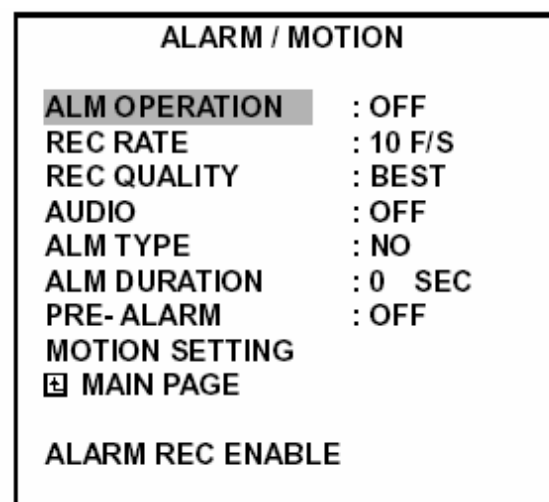 ALARM / MOTION
ALM OPERATION : OFF
REC RATE : 10 F/S
REC QUALITY : BEST
AUDIO : OFF
ALM TYPE : NO
ALM DURATION : 0 SEC
PRE- ALARM : OFF
MOTION SETTING
MAIN PAGE
ALARM REC ENABLE